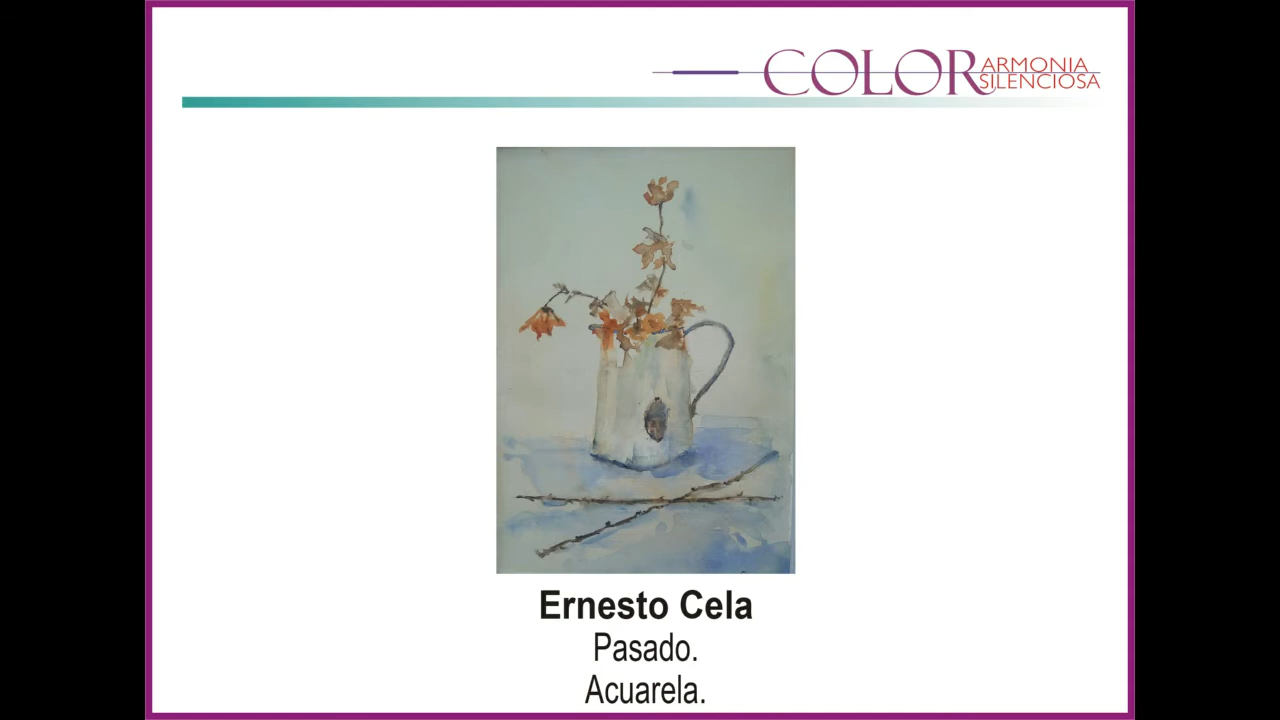 COLOR ARMONIA
SILENCIOSA
Ernesto Cela
Pasado.
Acuarela.